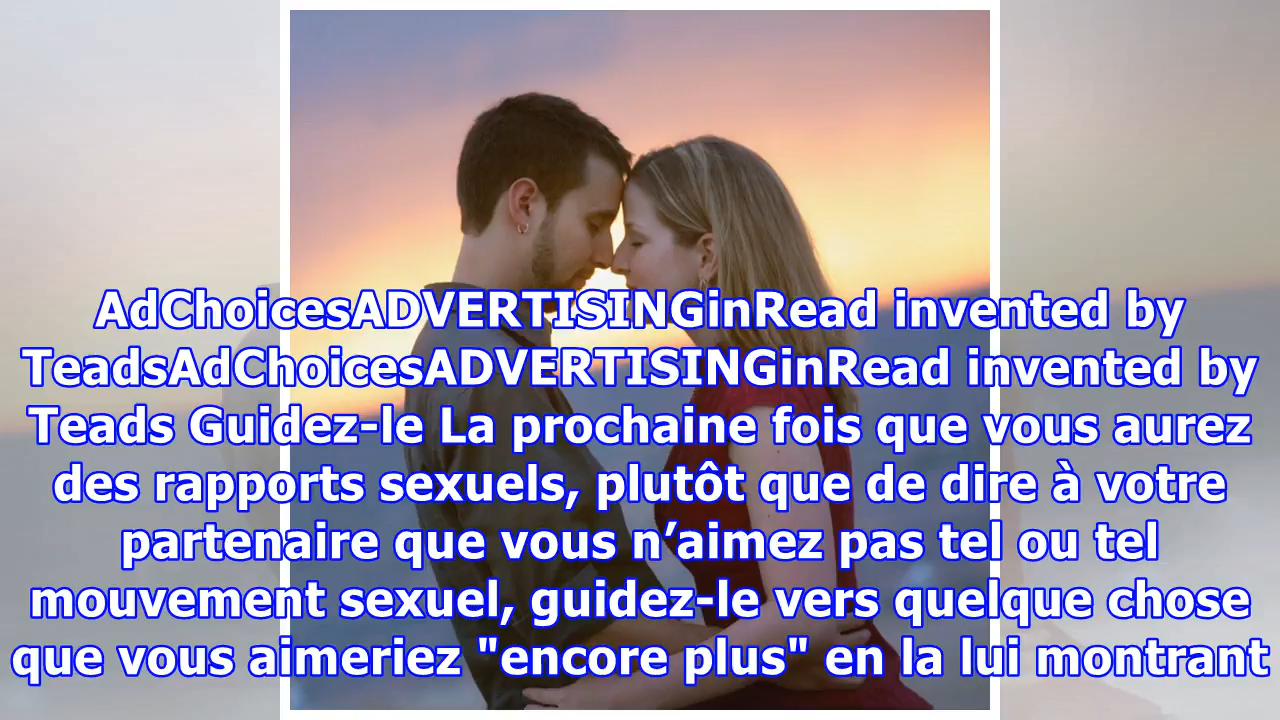 AdChoicesADVERTISINGinRead invented by
TeadsAdChoicesADVERTISINGinRead invented by
Teads Guidez-le La prochaine fois que vous aurez
des rapports sexuels, plutôt que de dire à votre
partenaire que vous n’aimez pas tel ou tel
mouvement sexuel, guidez-le vers quelque chose
que vous aimeriez "encore plus" en la lui montrant